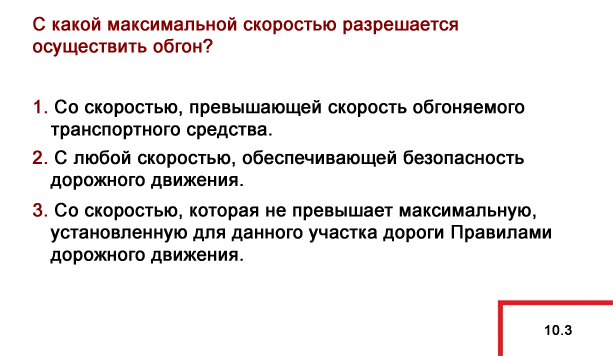 С какой максимальной скоростью разрешается
осуществить обгон?
1. Со скоростью, превышающей скорость обгоняемого
транспортного средства.
2. С любой скоростью, обеспечивающей безопасность
дорожного движения.
3. Со скоростью, которая не превышает максимальную,
установленную для данного участка дороги Правилами
дорожного движения.
10.3